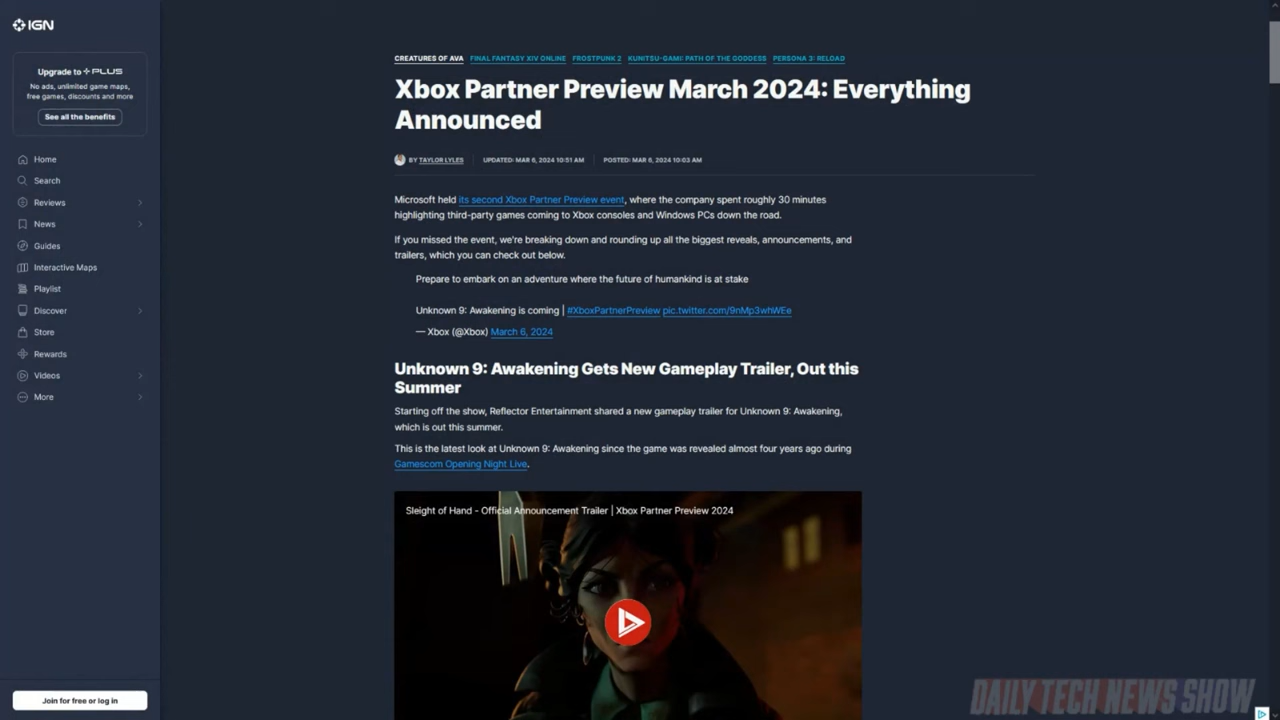 IGN
Upgrade to PLUS
No ads, unlimited game maps,
free games, discounts and more
See all the benefits
Home
Search
Reviews
News
Guides
Interactive Maps
Playlist
Discover
Store
Rewards
Videos
More
Join for free or log in
CREATURES OF AVA FINAL FANTASY XIV ONLINE FROSTPUNK 2 KUNITSU-GAMI: PATH OF THE GODDESS PERSONA 3: RELOAD
Xbox Partner Preview March 2024: Everything
Announced
BY TAYLOR LYLES UPDATED: MAR 6, 2024 10:51 AM POSTED: MAR 6, 2024 10:03 AM
Microsoft held its second Xbox Partner Preview event, where the company spent roughly 30 minutes
highlighting third-party games coming to Xbox consoles and Windows PCs down the road.
If you missed the event, we're breaking down and rounding up all the biggest reveals, announcements, and
trailers, which you can check out below.
Prepare to embark on an adventure where the future of humankind is at stake
Unknown 9: Awakening is coming | #XboxPartnerPreview pic.twitter.com/9nMp3whWEe
— Xbox (@Xbox) March 6, 2024
Unknown 9: Awakening Gets New Gameplay Trailer, Out this
Summer
Starting off the show, Reflector Entertainment shared a new gameplay trailer for Unknown 9: Awakening,
which is out this summer.
This is the latest look at Unknown 9: Awakening since the game was revealed almost four years ago during
Gamescom Opening Night Live.
Sleight of Hand - Official Announcement Trailer | Xbox Partner Preview 2024
DAILY TECH NEWS SHOW